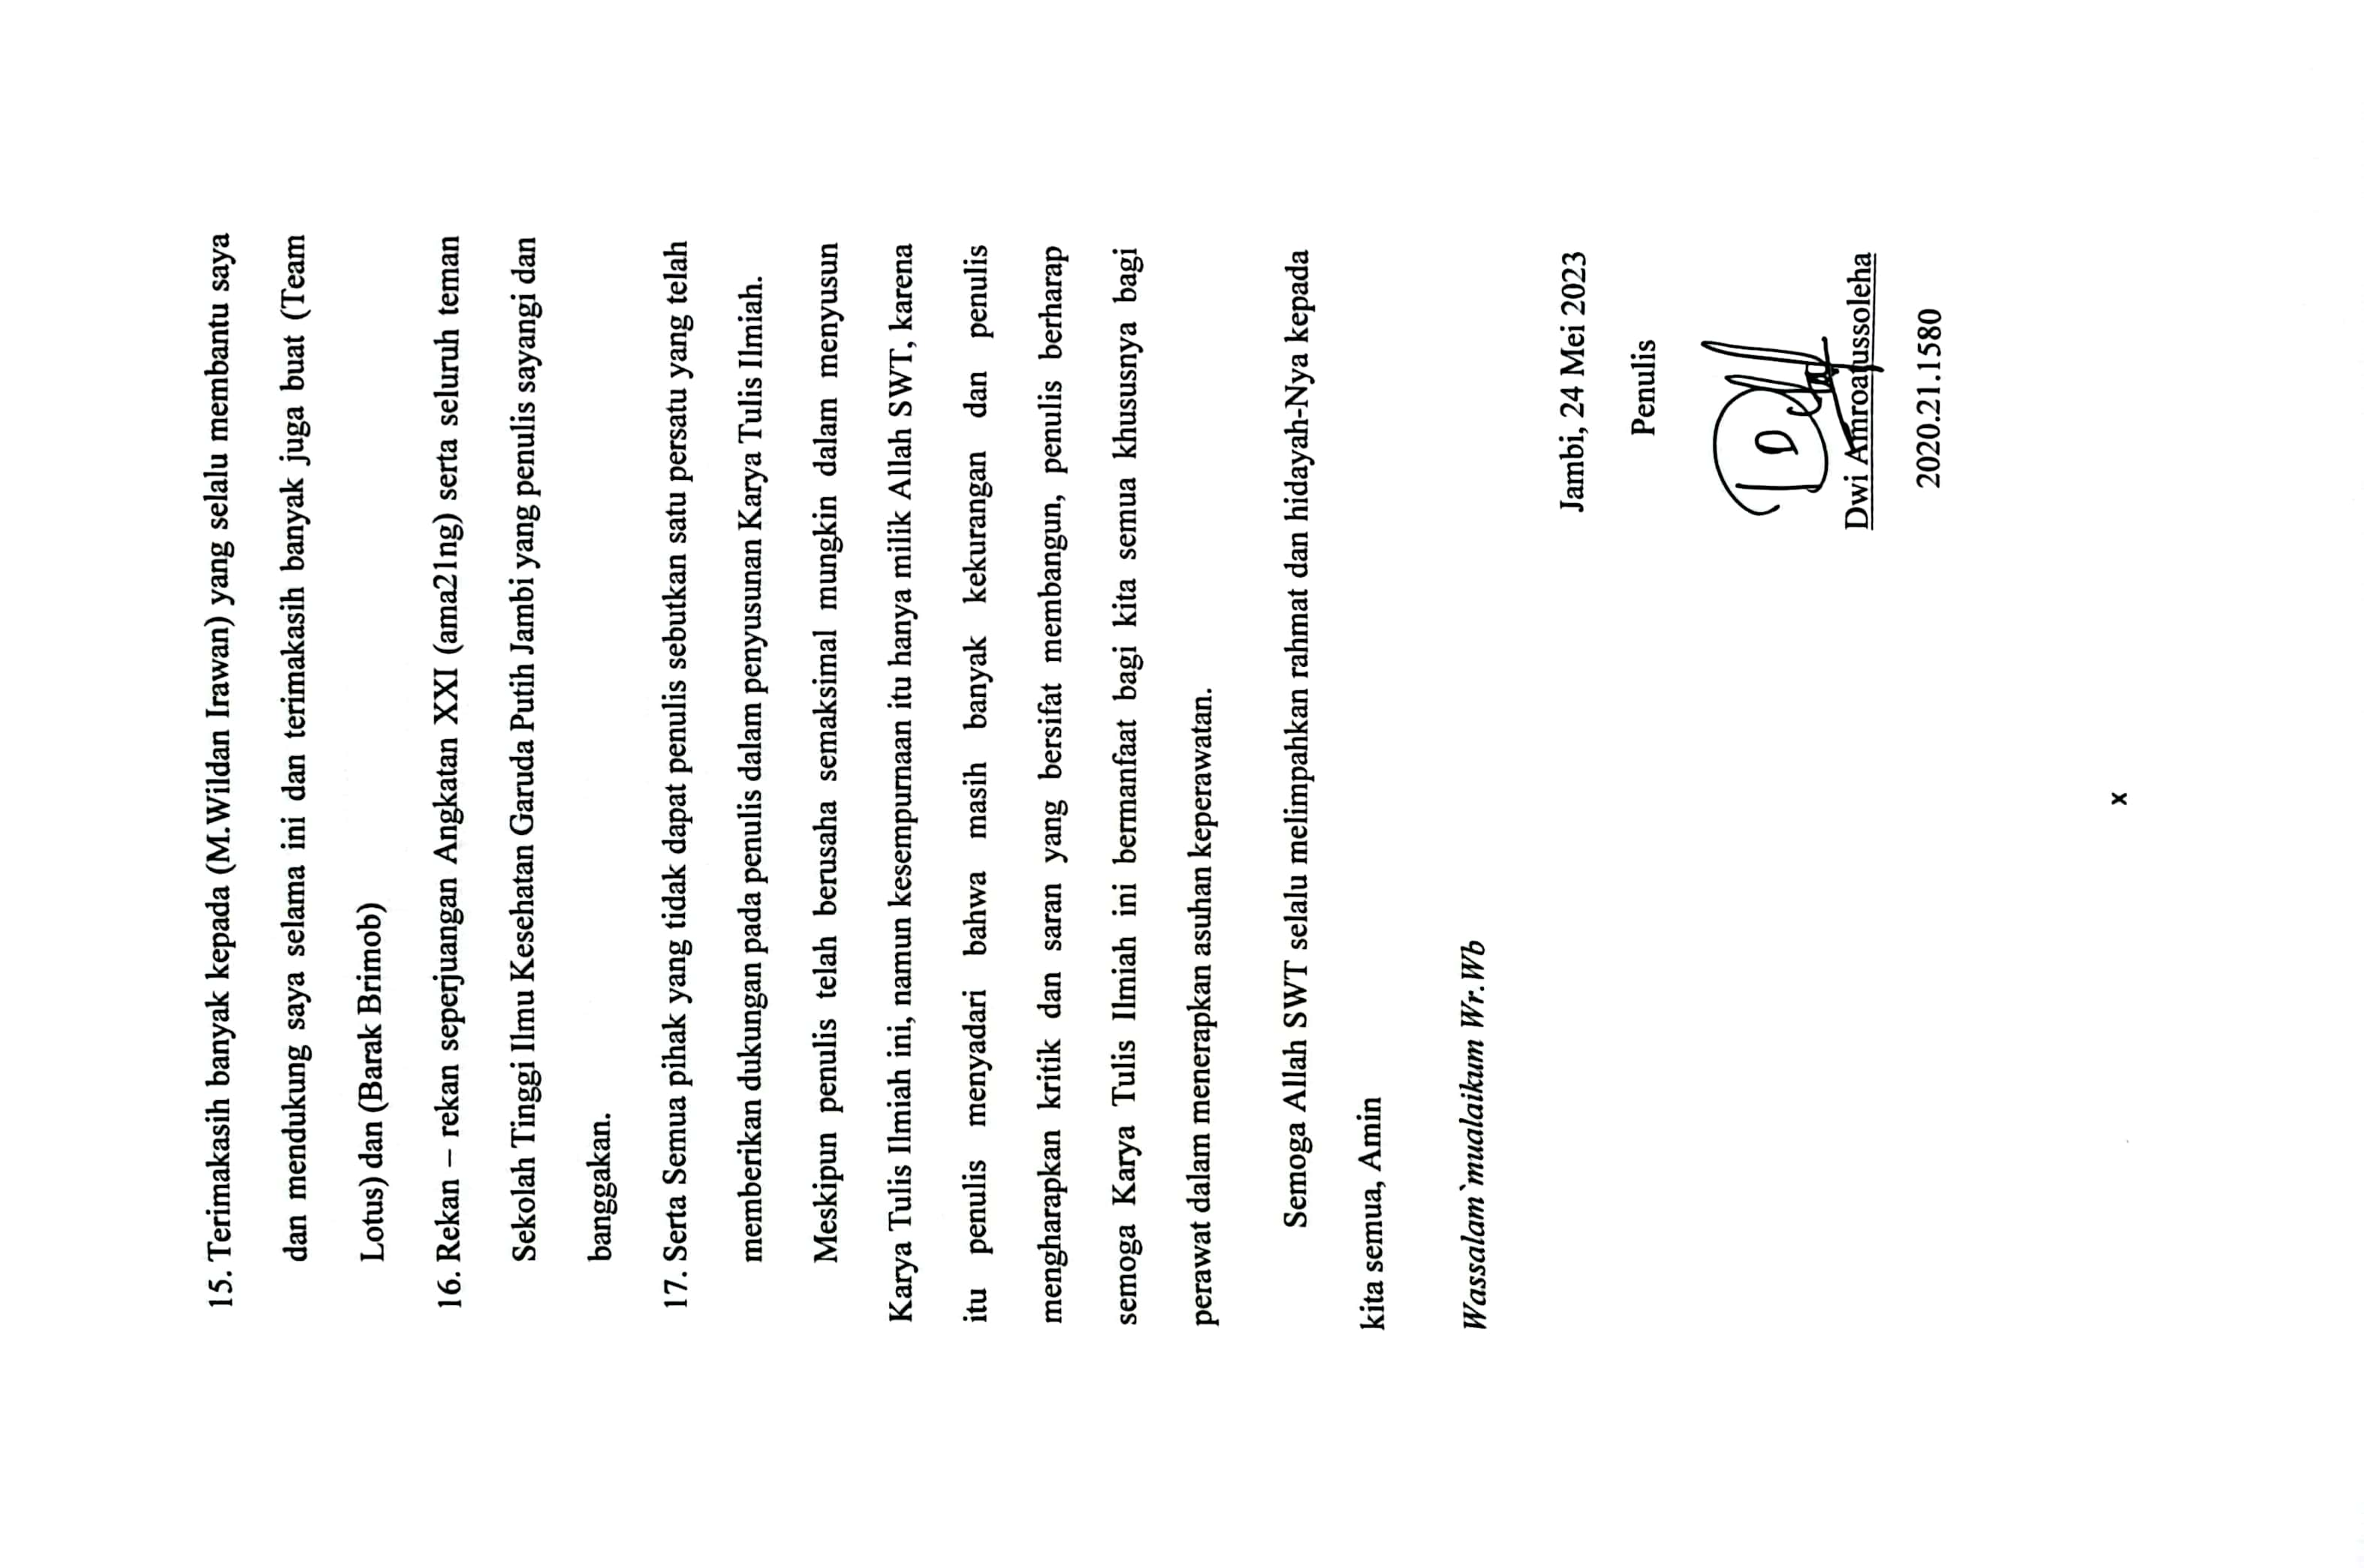 15. Terimakasih banyak kepada (M.Wildan Irawan) yang selalu membantu saya
dan mendukung saya selama ini dan terimakasih banyak juga buat (Team
Lotus) dan (Barak Brimob)
16. Rekan – rekan seperjuangan Angkatan XXI (ama21ng) serta seluruh teman
Sekolah Tinggi Ilmu Kesehatan Garuda Putih Jambi yang penulis sayangi dan
banggakan.
17. Serta Semua pihak yang tidak dapat penulis sebutkan satu persatu yang telah
memberikan dukungan pada penulis dalam penyusunan Karya Tulis Ilmiah.
Meskipun penulis telah berusaha semaksimal mungkin dalam menyusun
Karya Tulis Ilmiah ini, namun kesempurnaan itu hanya milik Allah SWT, karena
itu penulis menyadari bahwa masih banyak kekurangan dan penulis
mengharapkan kritik dan saran yang bersifat membangun, penulis berharap
semoga Karya Tulis Ilmiah ini bermanfaat bagi kita semua khususnya bagi
perawat dalam menerapkan asuhan keperawatan.
Semoga Allah SWT selalu melimpahkan rahmat dan hidayah-Nya kepada
kita semua, Amin
Wassalam`mualaikum Wr.Wb
Jambi, 24 Mei 2023
Penulis
Dwi Amroatussoleha
2020.21.1580
x